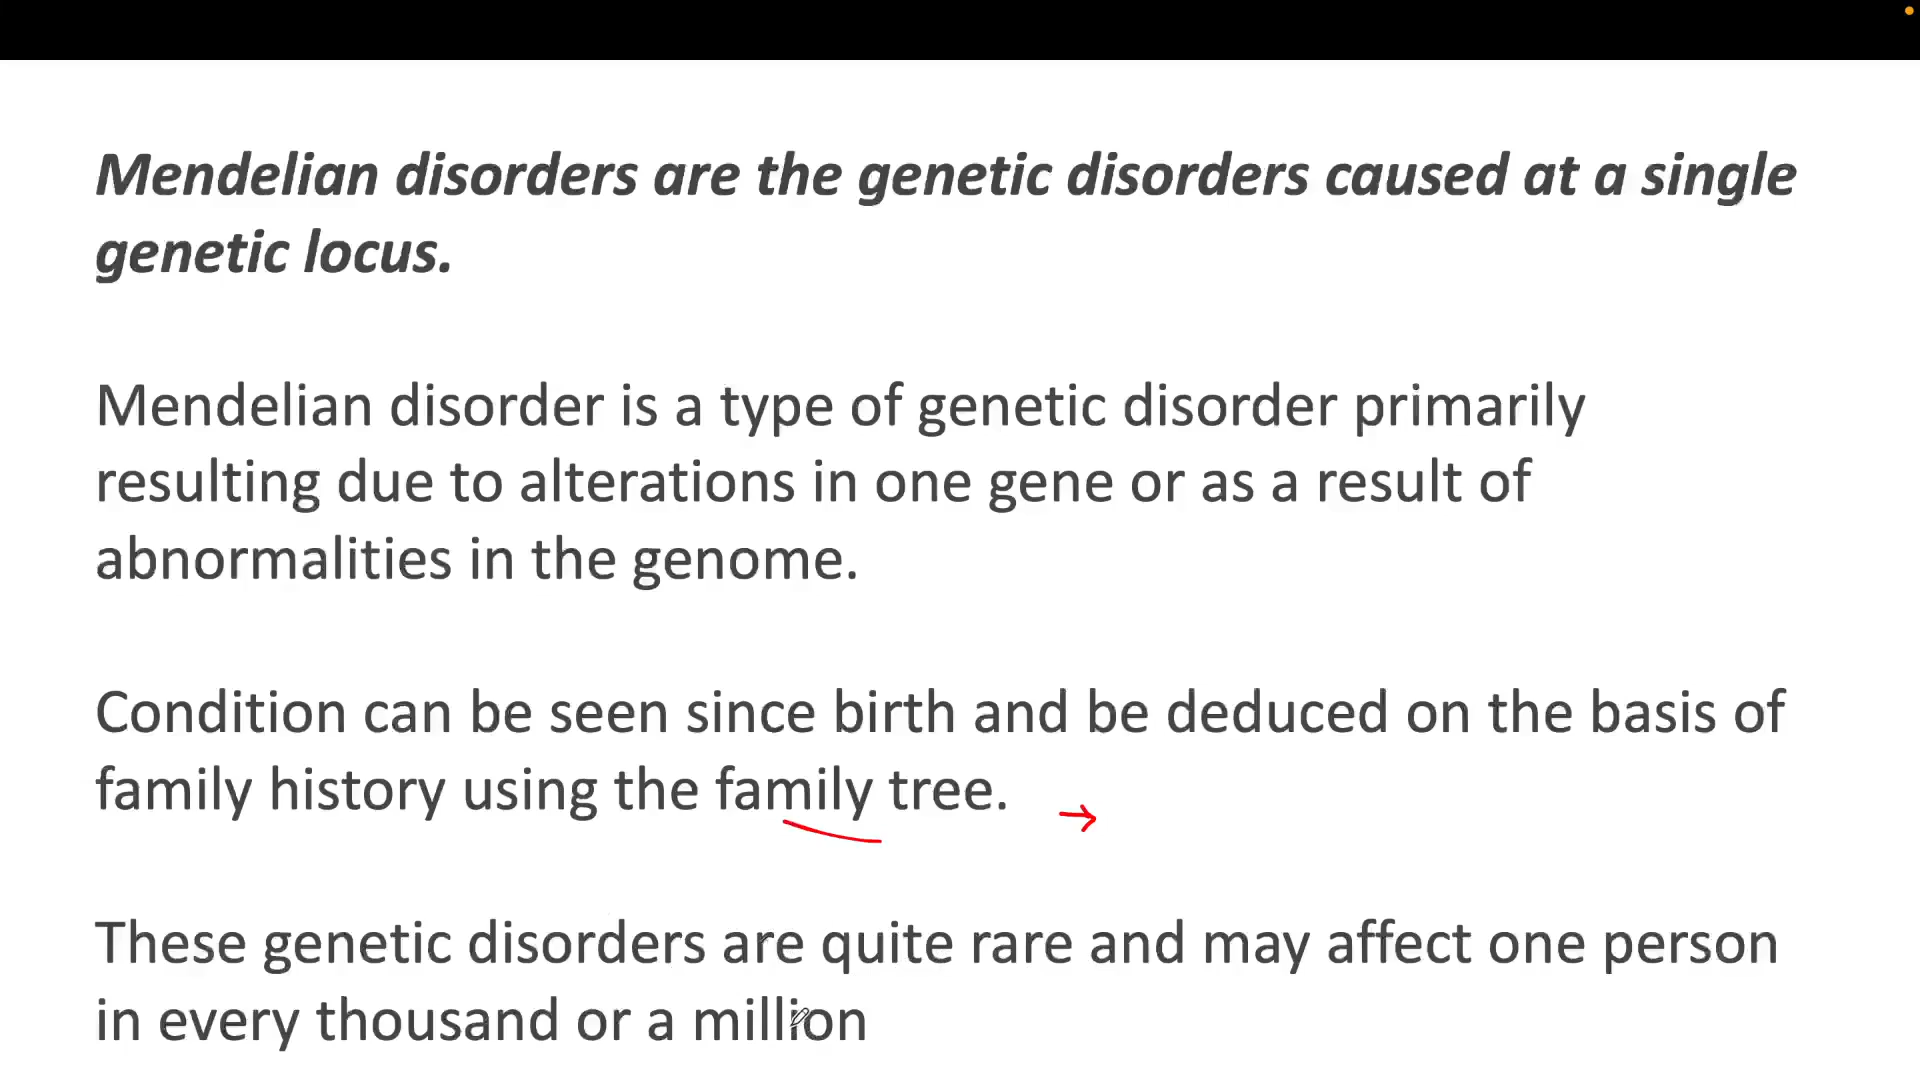 Mendelian disorders are the genetic disorders caused at a single
genetic locus.
Mendelian disorder is a type of genetic disorder primarily
resulting due to alterations in one gene or as a result of
abnormalities in the genome.
Condition can be seen since birth and be deduced on the basis of
family history using the family tree.
These genetic disorders are quite rare and may affect one person
in every thousand or a million